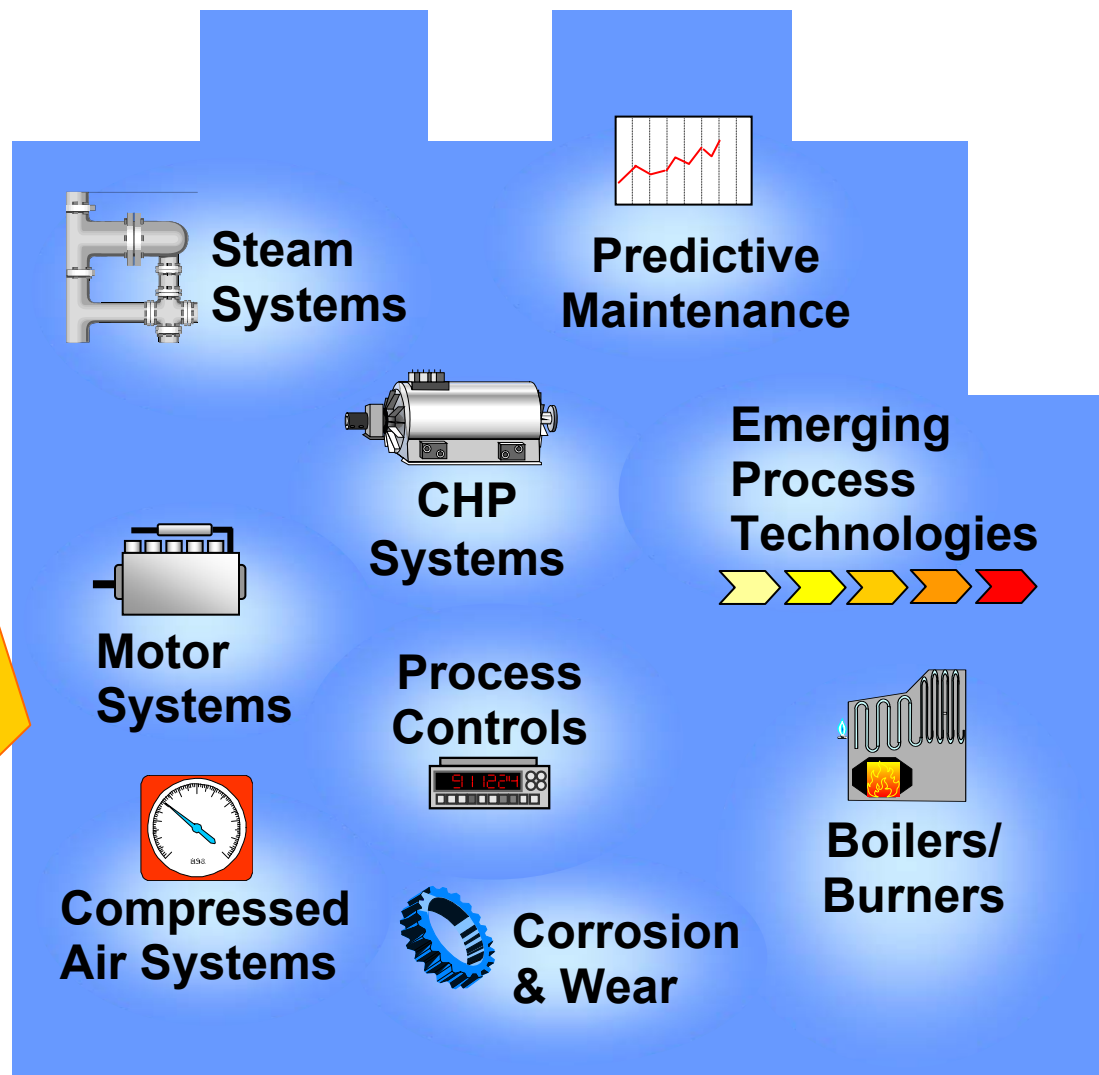 Steam
Systems
Predictive
Maintenance
CHP
Systems
Emerging
Process
Technologies
Motor
Systems
Process
Controls
Boilers/
Burners
Compressed
Air Systems
Corrosion
& Wear